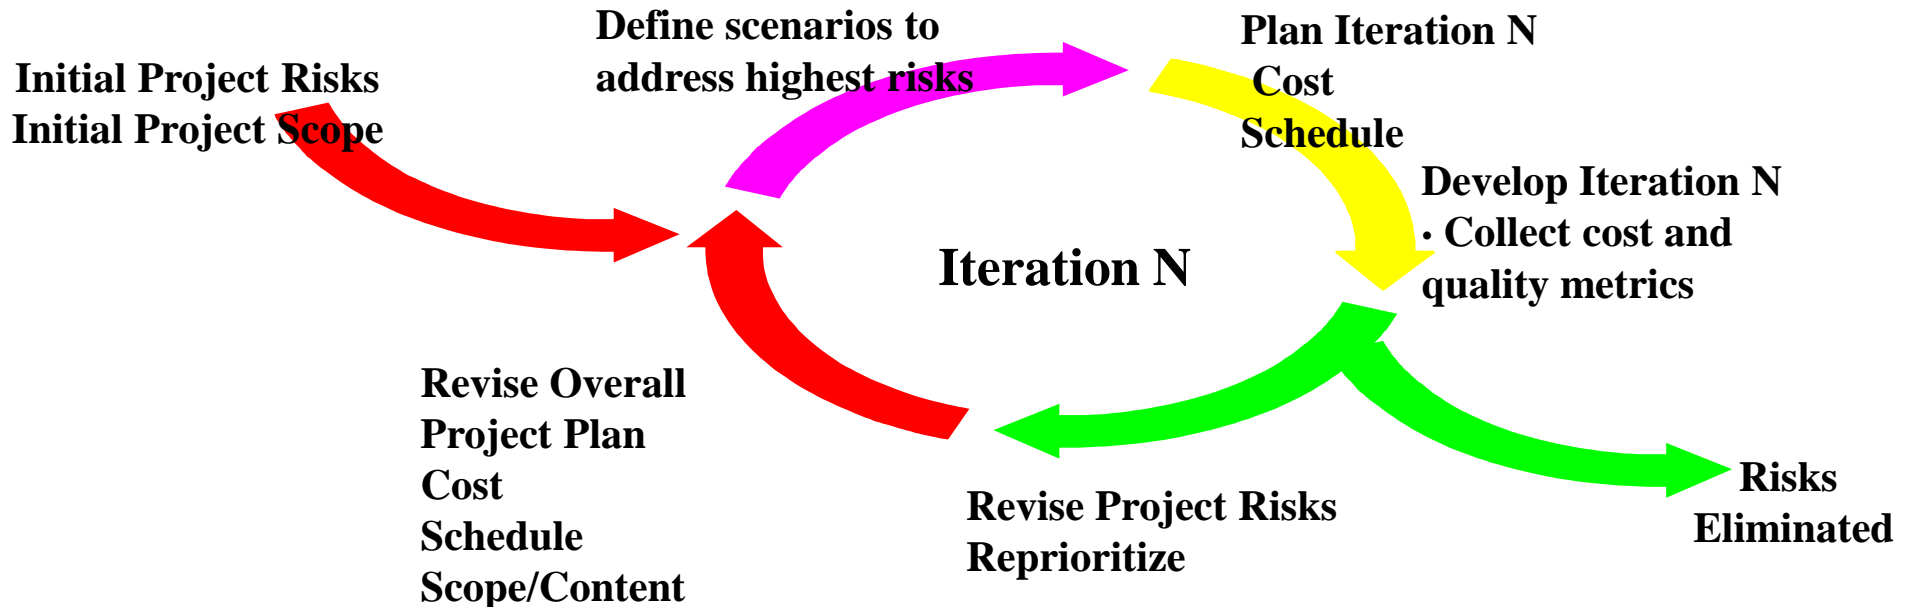 Initial Project Risks
Initial Project Scope
Define scenarios to
address highest risks
Plan Iteration N
Cost
Schedule
Develop Iteration N
· Collect cost and
quality metrics
Iteration N
Revise Overall
Project Plan
Cost
Schedule
Scope/Content
Revise Project Risks
Reprioritize
Risks
Eliminated